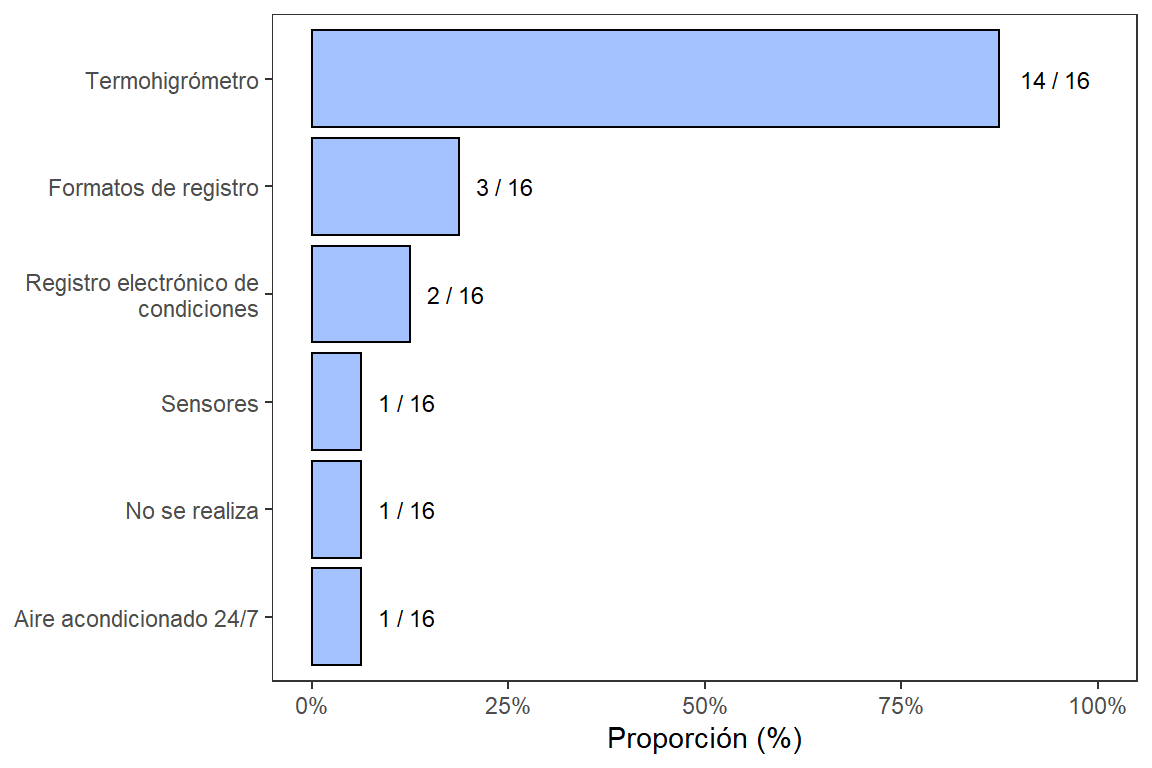 Termohigrómetro
14 / 16
Formatos de registro
3 / 16
Registro electrónico de
condiciones
2 / 16
Sensores
1 / 16
No se realiza
1 / 16
Aire acondicionado 24/7
1 / 16
0%
25%
50%
75%
100%
Proporción (%)